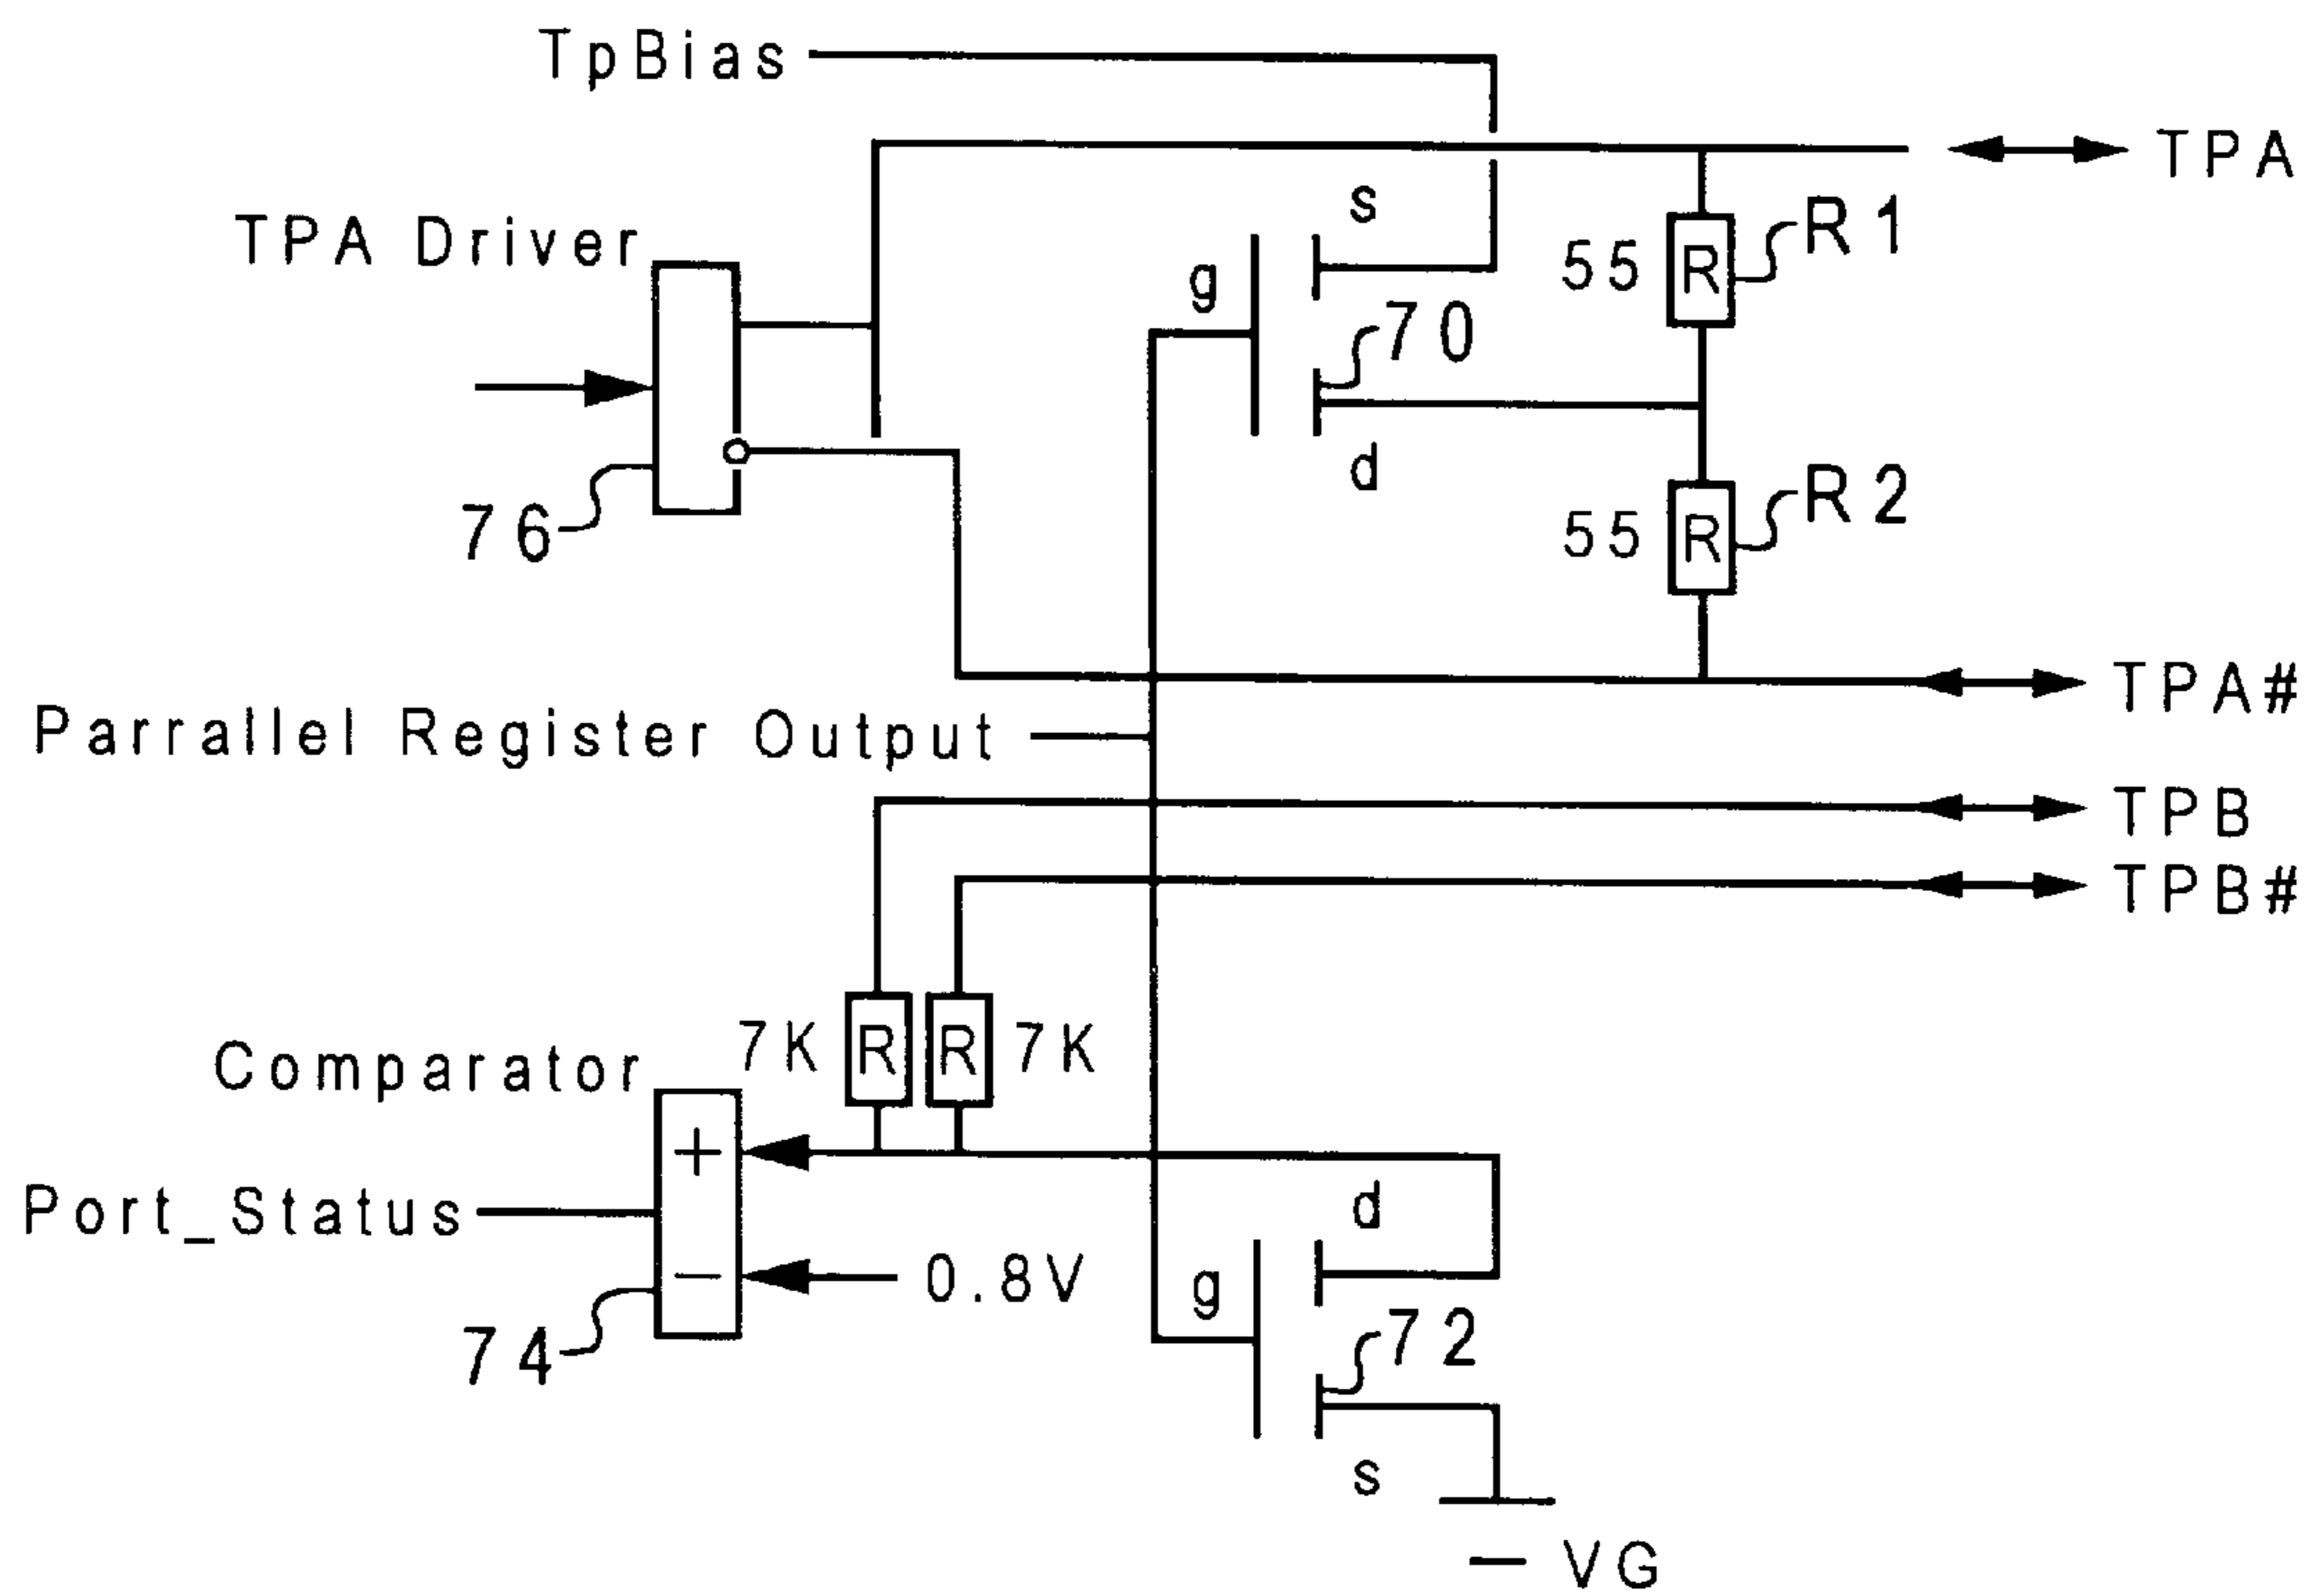 TpBias
TPA
s
R1
TPA Driver
55
R
g
70
d
R2
76
55
R
TPA#
Parrallel Register Output
TPB
TPB#
7K
R
R
7K
Comparator
+
d
Port_Status
g
−
0.8V
72
74
s
− VG